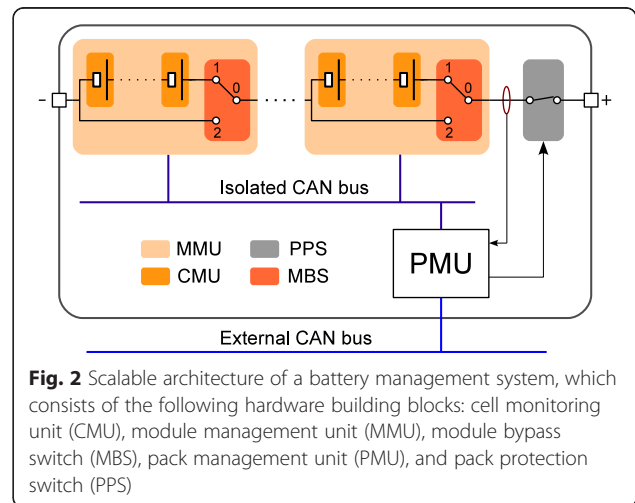 1
0
2
1
0
2
-
+
Isolated CAN bus
MMU
PPS
CMU
MBS
PMU
External CAN bus
Fig. 2 Scalable architecture of a battery management system, which
consists of the following hardware building blocks: cell monitoring
unit (CMU), module management unit (MMU), module bypass
switch (MBS), pack management unit (PMU), and pack protection
switch (PPS)